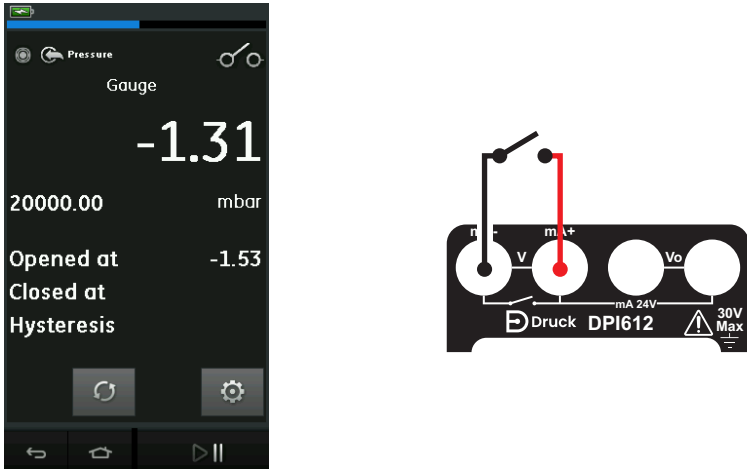 Pressure
Gauge
-1.31
20000.00 mbar
Opened at -1.53
Closed at
Hysteresis
mA+
V
Vo
mA 24V
Druck DPI612
30V
Max